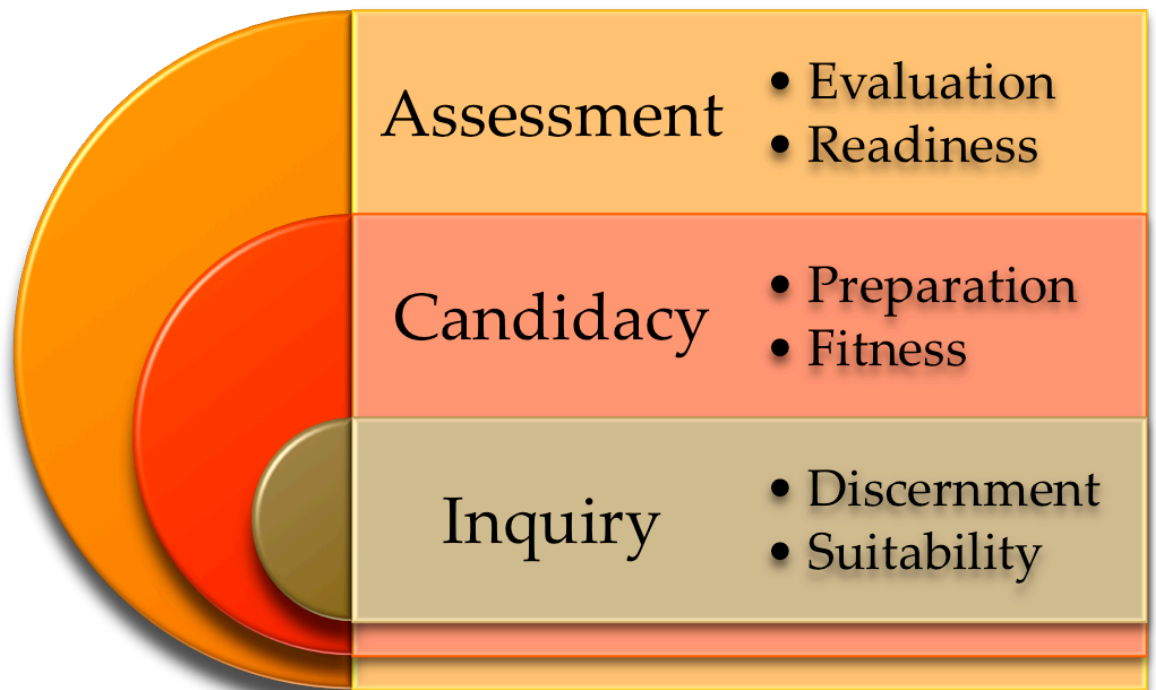 Assessment
• Evaluation
• Readiness
Candidacy
• Preparation
• Fitness
Inquiry
• Discernment
• Suitability